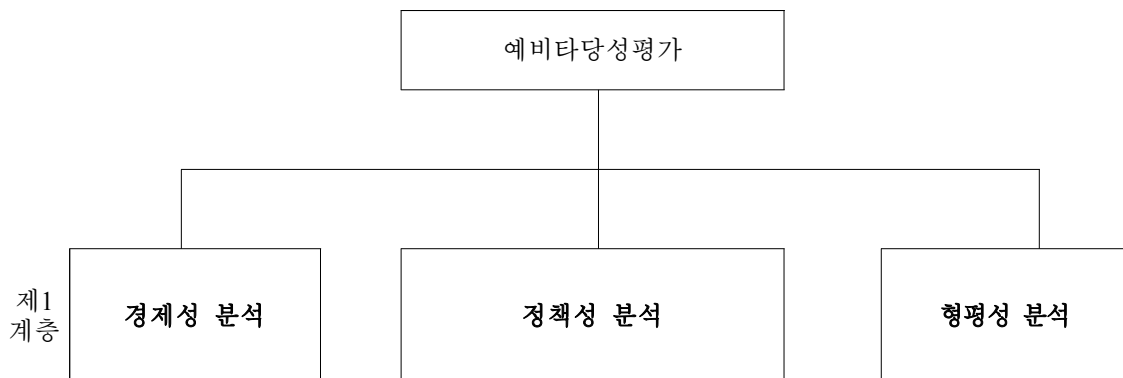 예비타당성평가
제1
계층
경제성 분석
정책성 분석
형평성 분석